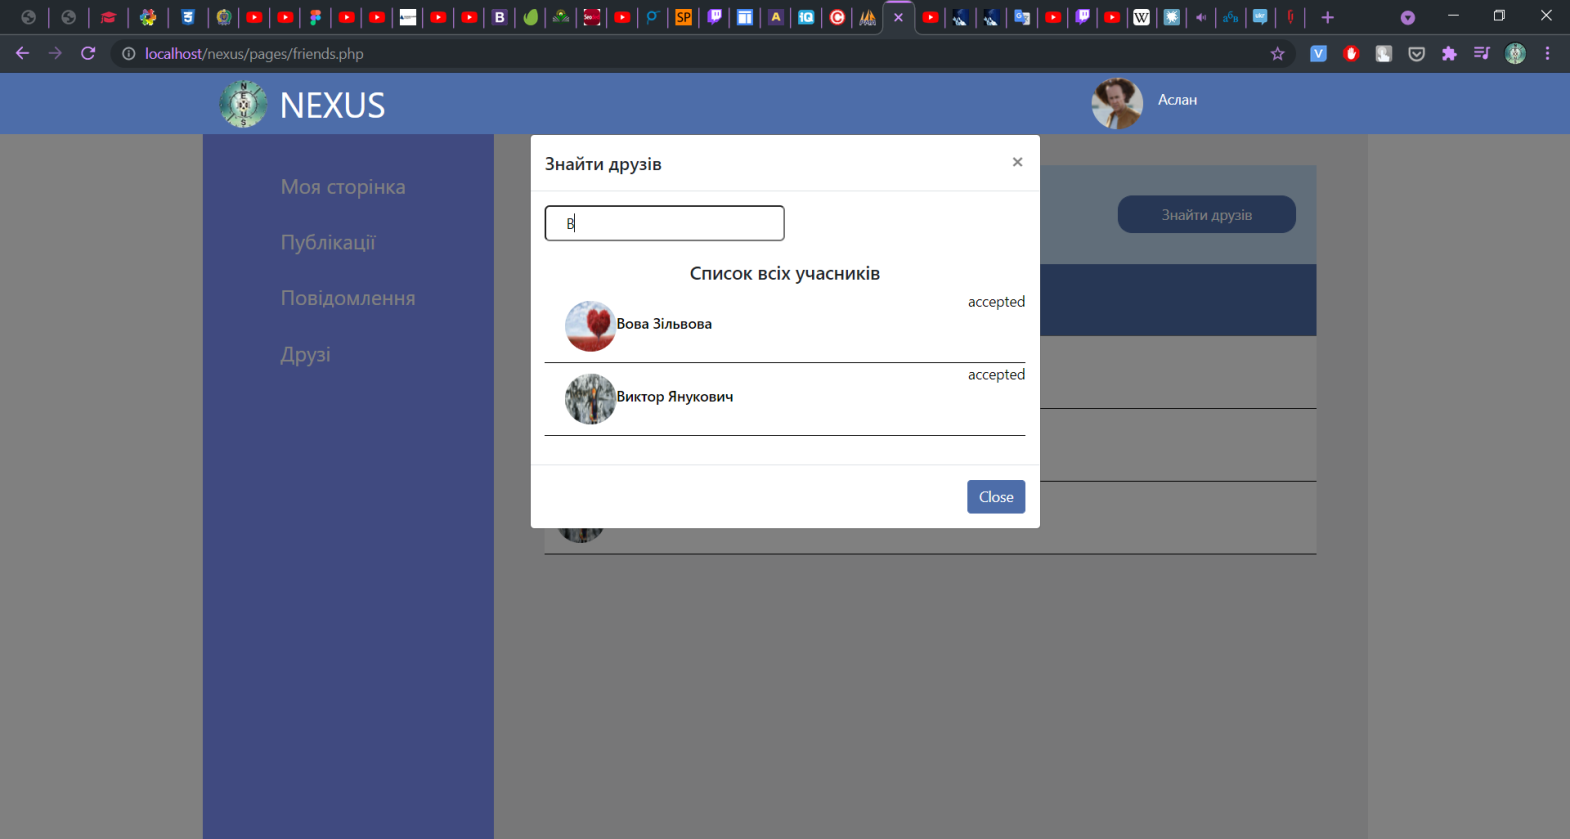 localhost/nexus/pages/friends.php
NEXUS
Аслан
Моя сторінка
Публікації
Повідомлення
Друзі
Знайти друзів
Знайти друзів
×
В
Список всіх учасників
Вова Зільвова
accepted
Виктор Янукович
accepted
Close